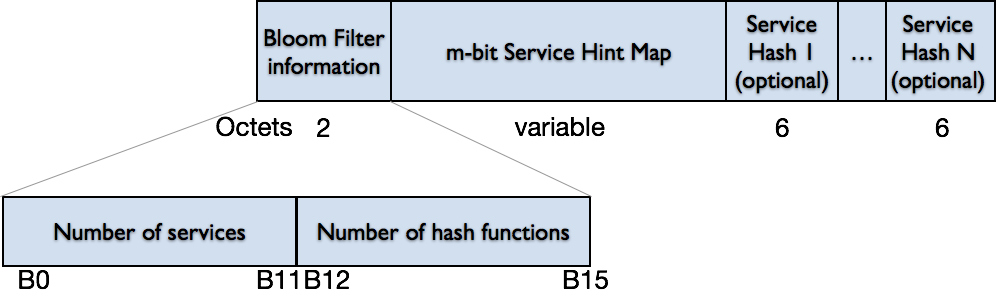 Bloom Filter
information
m-bit Service Hint Map
Service
Hash 1
(optional)
...
Service
Hash N
(optional)
Octets 2
variable
6
6
Number of services
Number of hash functions
B0
B11
B12
B15